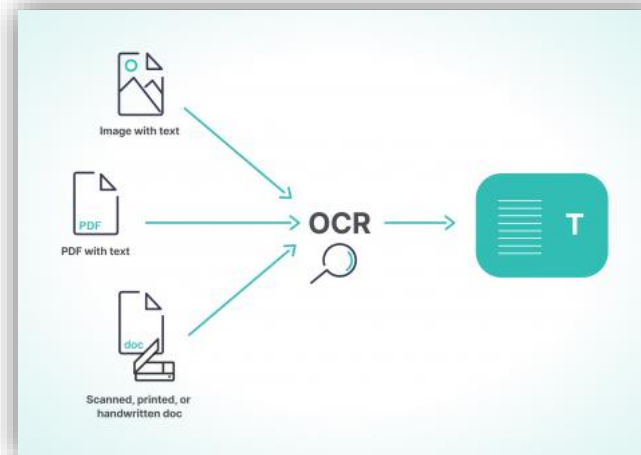 Image with text
PDF
PDF with text
doc
Scanned, printed, or
handwritten doc
OCR
T